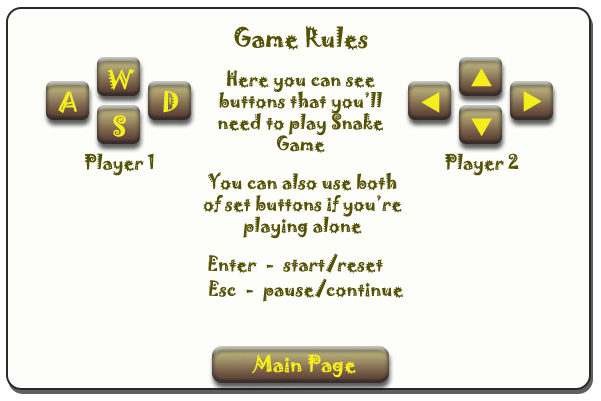 Game Rules
W
A
D
S
Player 1
Here you can see
buttons that you'll
need to play Snake
Game
You can also use both
of set buttons if you're
playing alone
Enter - start/reset
Esc - pause/continue
Player 2
Main Page